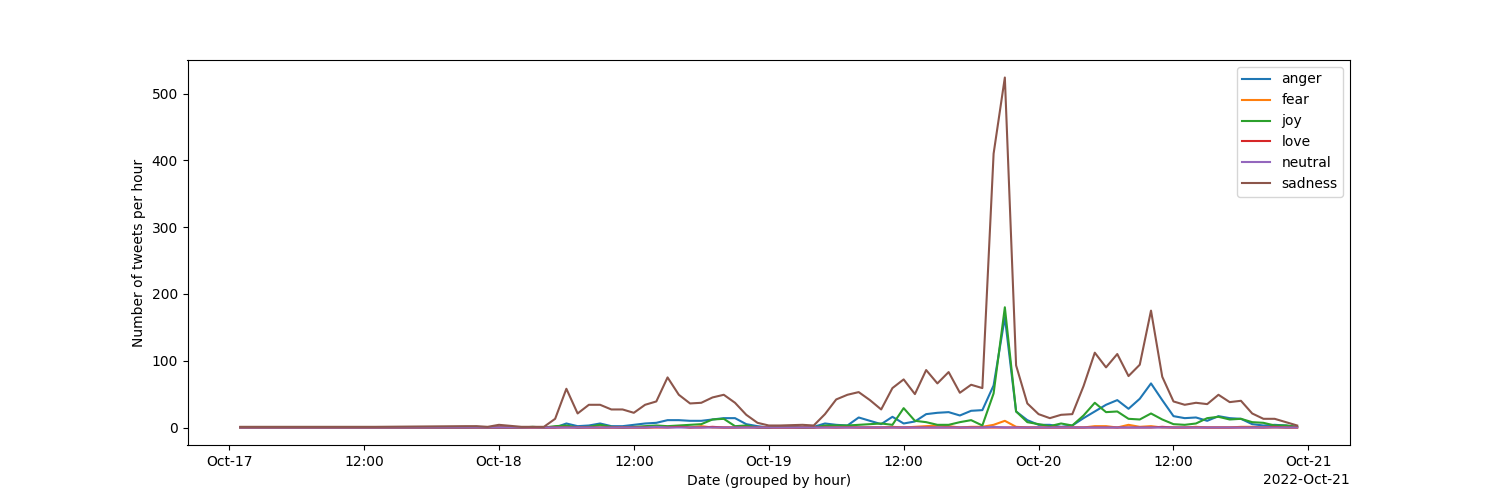 anger
fear
joy
love
neutral
sadness
Number of tweets per hour
500
400
300
200
100
0
Oct-17
12:00
Oct-18
12:00
Oct-19
12:00
Oct-20
12:00
Oct-21
Date (grouped by hour)
2022-Oct-21